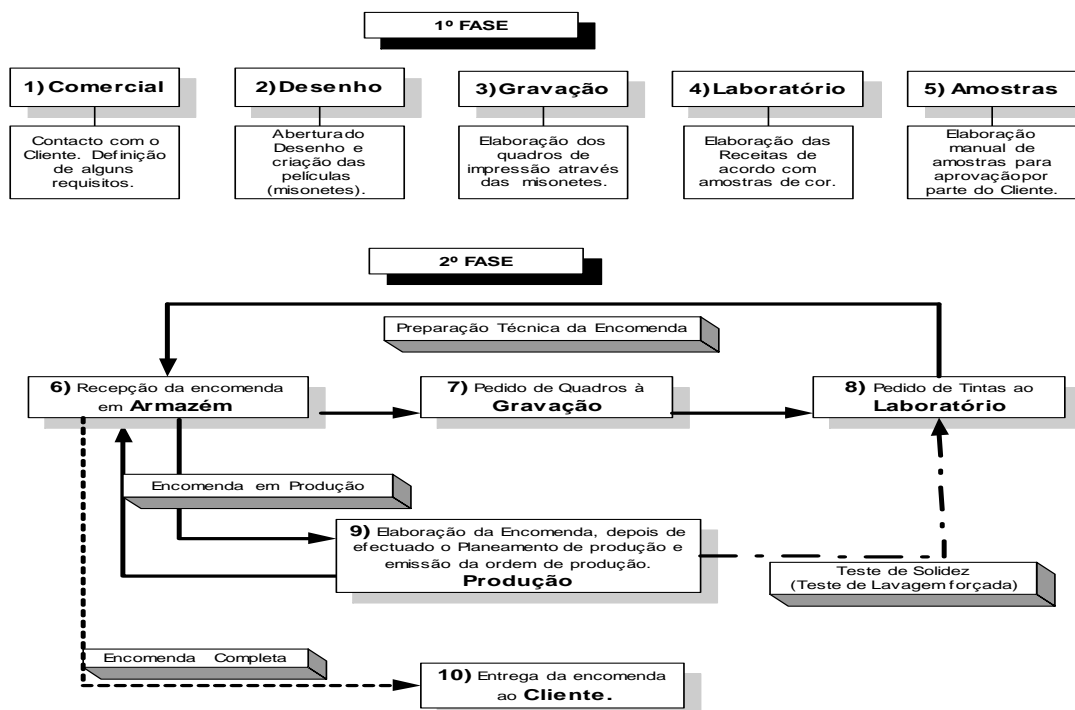 1º FASE
1) Comercial
Contacto com o
Cliente. Definição
de alguns
requisitos.
2) Desenho
Abertura do
Desenho e
criação das
películas
(misonetes).
3) Gravação
Elaboração dos
quadros de
impressão através
das misonetes.
4) Laboratório
Elaboração das
Receitas de
acordo com
amostras de cor.
5) Amostras
Elaboração
manual de
amostras para
aprovação por
parte do Cliente.
2º FASE
Preparação Técnica da Encomenda
6) Recepção da encomenda
em Armazém
7) Pedido de Quadros à
Gravação
8) Pedido de Tintas ao
Laboratório
Encomenda em Produção
9) Elaboração da Encomenda, depois de
efectuado o Planeamento de produção e
emissão da ordem de produção.
Produção
Teste de Solidez
(Teste de Lavagem forçada)
Encomenda Completa
10) Entrega da encomenda
ao Cliente.